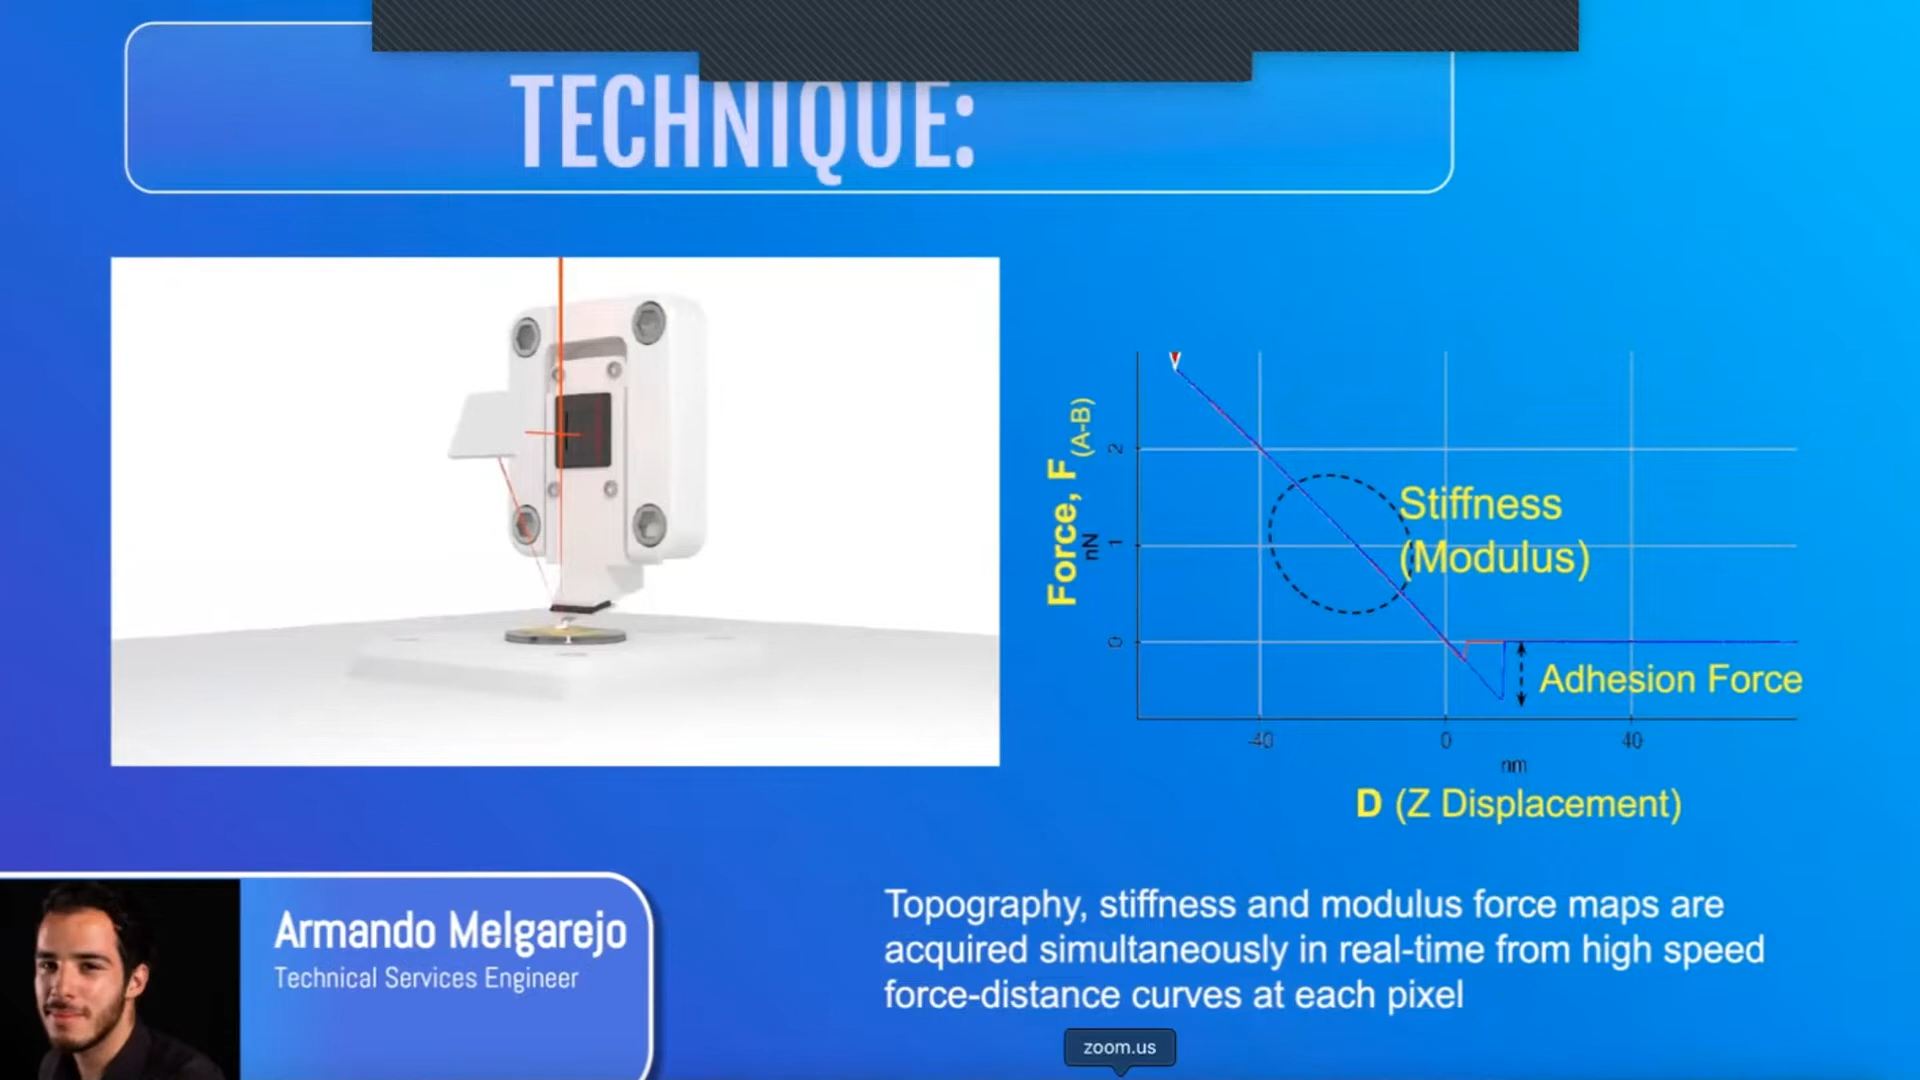 TECHNIQUE:
Force, F (A-B)
nN
2
1
0
Stiffness
(Modulus)
Adhesion Force
-40
0
40
nm
D (Z Displacement)
Armando Melgarejo
Technical Services Engineer
Topography, stiffness and modulus force maps are
acquired simultaneously in real-time from high speed
force-distance curves at each pixel
zoom.us